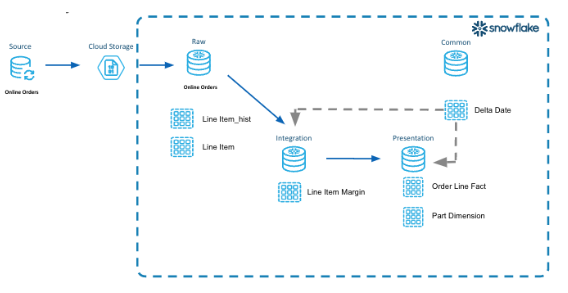 snowflake
Source
Cloud Storage
Raw
Common
Online Orders
Online Orders
Line Item_hist
Delta Date
Line Item
Integration
Presentation
Line Item Margin
Order Line Fact
Part Dimension